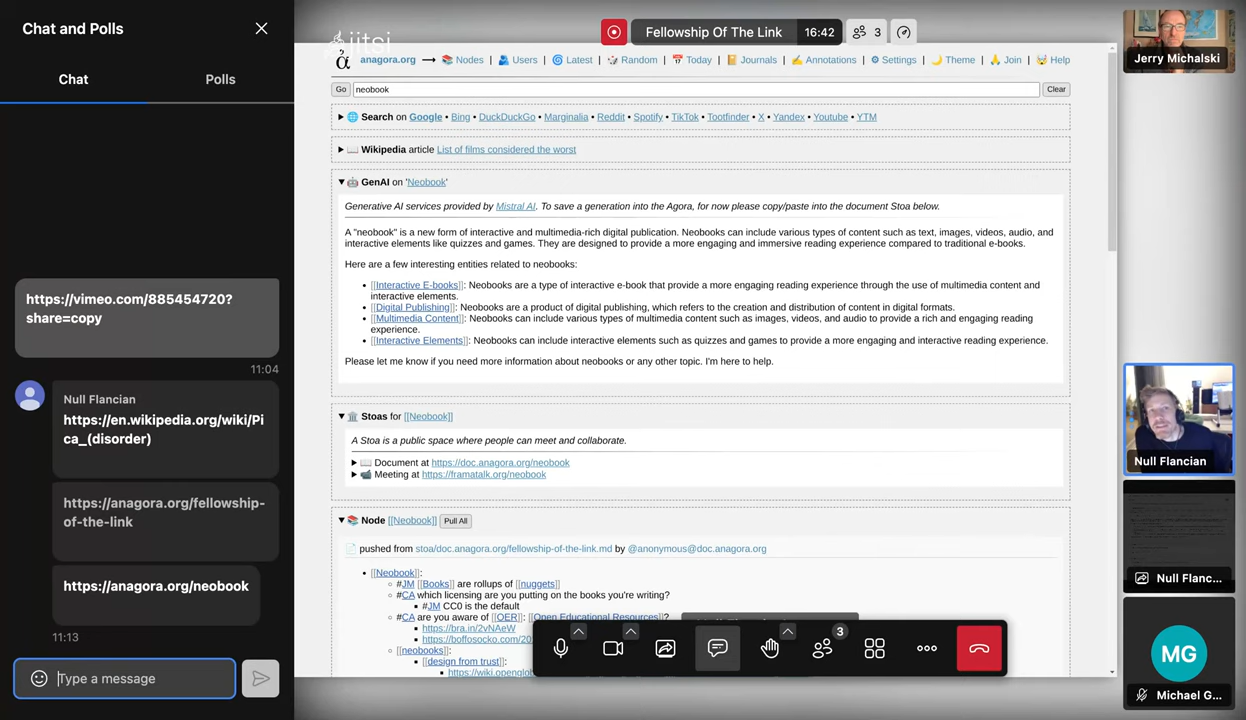 Chat and Polls
Chat
Polls
https://vimeo.com/885454720?
share=copy
11:04
Null Flancian
https://en.wikipedia.org/wiki/Pi
ca_(disorder)
https://anagora.org/fellowship-
of-the-link
https://anagora.org/neobook
11:13
Type a message
jitsi
Fellowship Of The Link
16:42
3
anagora.org → Nodes | Users | Latest | Random | Today | Journals | Annotations | Settings | Theme | Join | Help
Go
neobook
Clear
Search on Google • Bing • DuckDuckGo • Marginalia • Reddit • Spotify • TikTok • Tootfinder • X • Yandex • Youtube • YTM
Wikipedia article List of films considered the worst
GenAI on 'Neobook'
Generative AI services provided by Mistral AI. To save a generation into the Agora, for now please copy/paste into the document Stoa below.
A "neobook" is a new form of interactive and multimedia-rich digital publication. Neobooks can include various types of content such as text, images, videos, audio, and
interactive elements like quizzes and games. They are designed to provide a more engaging and immersive reading experience compared to traditional e-books.
Here are a few interesting entities related to neobooks:
• [[Interactive E-books]]: Neobooks are a type of interactive e-book that provide a more engaging reading experience through the use of multimedia content and
interactive elements.
• [[Digital Publishing]]: Neobooks are a product of digital publishing, which refers to the creation and distribution of content in digital formats.
• [[Multimedia Content]]: Neobooks can include various types of multimedia content such as images, videos, and audio to provide a rich and engaging reading
experience.
• [[Interactive Elements]]: Neobooks can include interactive elements such as quizzes and games to provide a more engaging and interactive reading experience.
Please let me know if you need more information about neobooks or any other topic. I'm here to help.
Stoas for [[Neobook]]
A Stoa is a public space where people can meet and collaborate.
Document at https://doc.anagora.org/neobook
Meeting at https://framatalk.org/neobook
Node [[Neobook]] Pull All
pushed from stoa/doc.anagora.org/fellowship-of-the-link.md by @anonymous@doc.anagora.org
• [[Neobook]]:
#JM [[Books]] are rollups of [[nuggets]]
#CA which licensing are you putting on the books you're writing?
#JM CC0 is the default
#CA are you aware of [[OER]]: [[Open Educational Resources]]?
https://bra.in/2vNAeW
https://boffosocko.com/20
[[neobooks]]:
[[design from trust]]:
https://wiki.openglob
3
Jerry Michalski
Null Flancian
Null Flanc...
MG
Michael G...